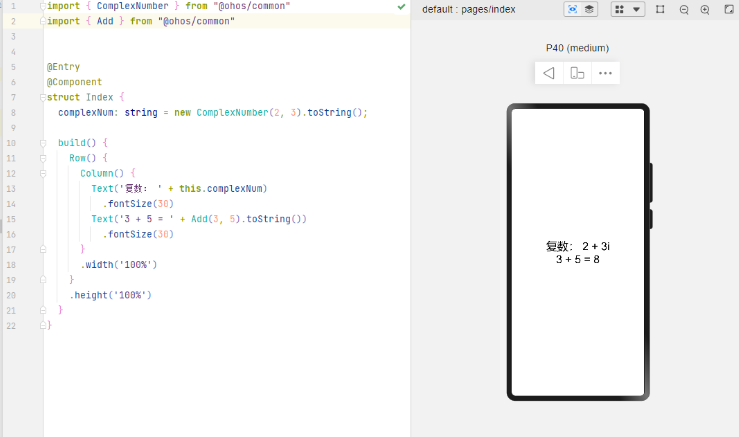 1 import { ComplexNumber } from "@ohos/common"
2 import { Add } from "@ohos/common"
3
4
5 @Entry
6 @Component
7 struct Index {
8 complexNum: string = new ComplexNumber(2, 3).toString();
9
10 build() {
11 Row() {
12 Column() {
13 Text('复数: ' + this.complexNum)
14 .fontSize(30)
15 Text('3 + 5 = ' + Add(3, 5).toString())
16 .fontSize(30)
17 }
18 .width('100%')
19 }
20 .height('100%')
21 }
22 }
default : pages/index
P40 (medium)
复数: 2 + 3i
3 + 5 = 8